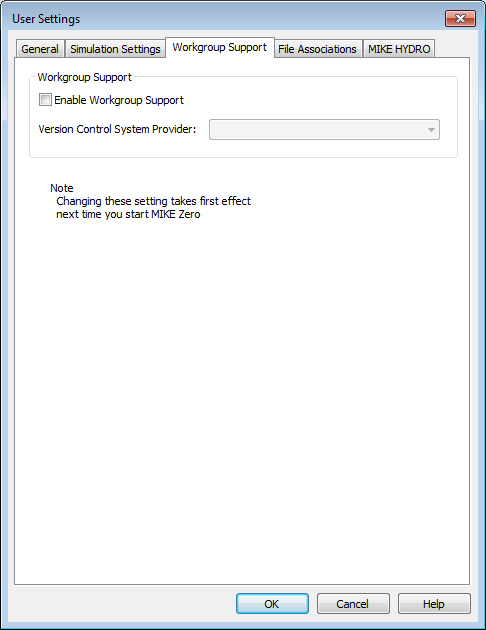 User Settings
General Simulation Settings Workgroup Support File Associations MIKE HYDRO
Workgroup Support
Enable Workgroup Support
Version Control System Provider:
Note
Changing these setting takes first effect
next time you start MIKE Zero
OK Cancel Help